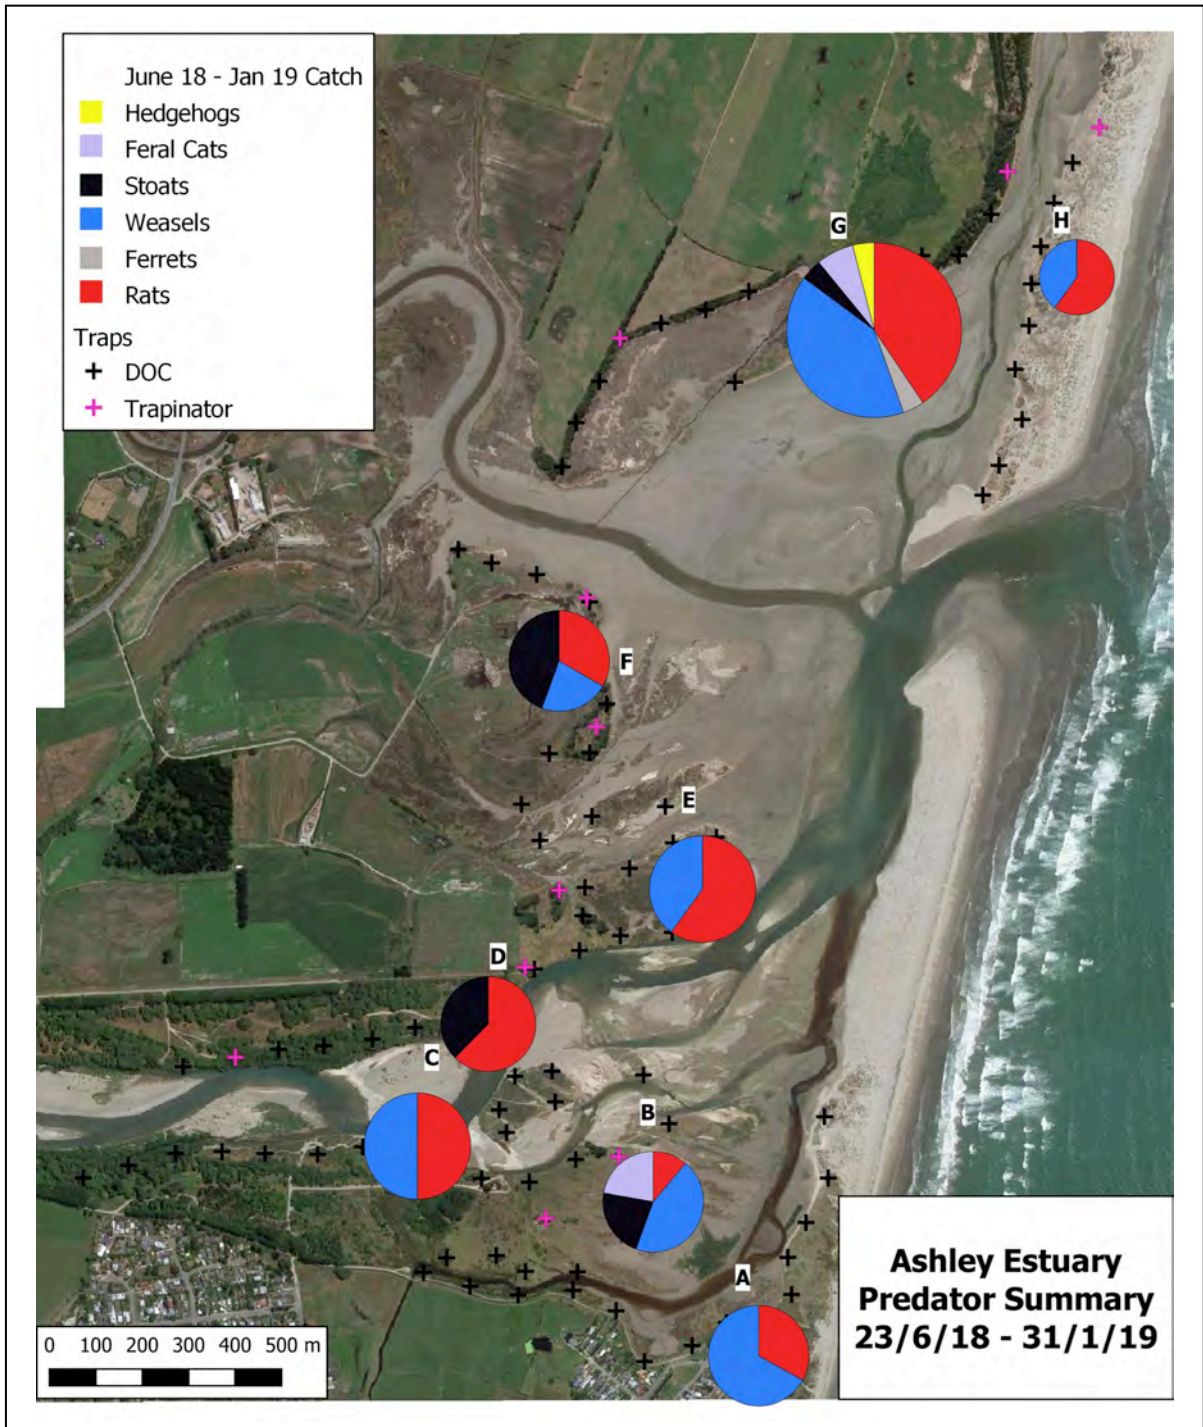 June 18 - Jan 19 Catch
Hedgehogs
Feral Cats
Stoats
Weasels
Ferrets
Rats
Traps
DOC
Trapinator
G
H
F
E
D
C
B
A
Ashley Estuary
Predator Summary
23/6/18 - 31/1/19
0 100 200 300 400 500 m